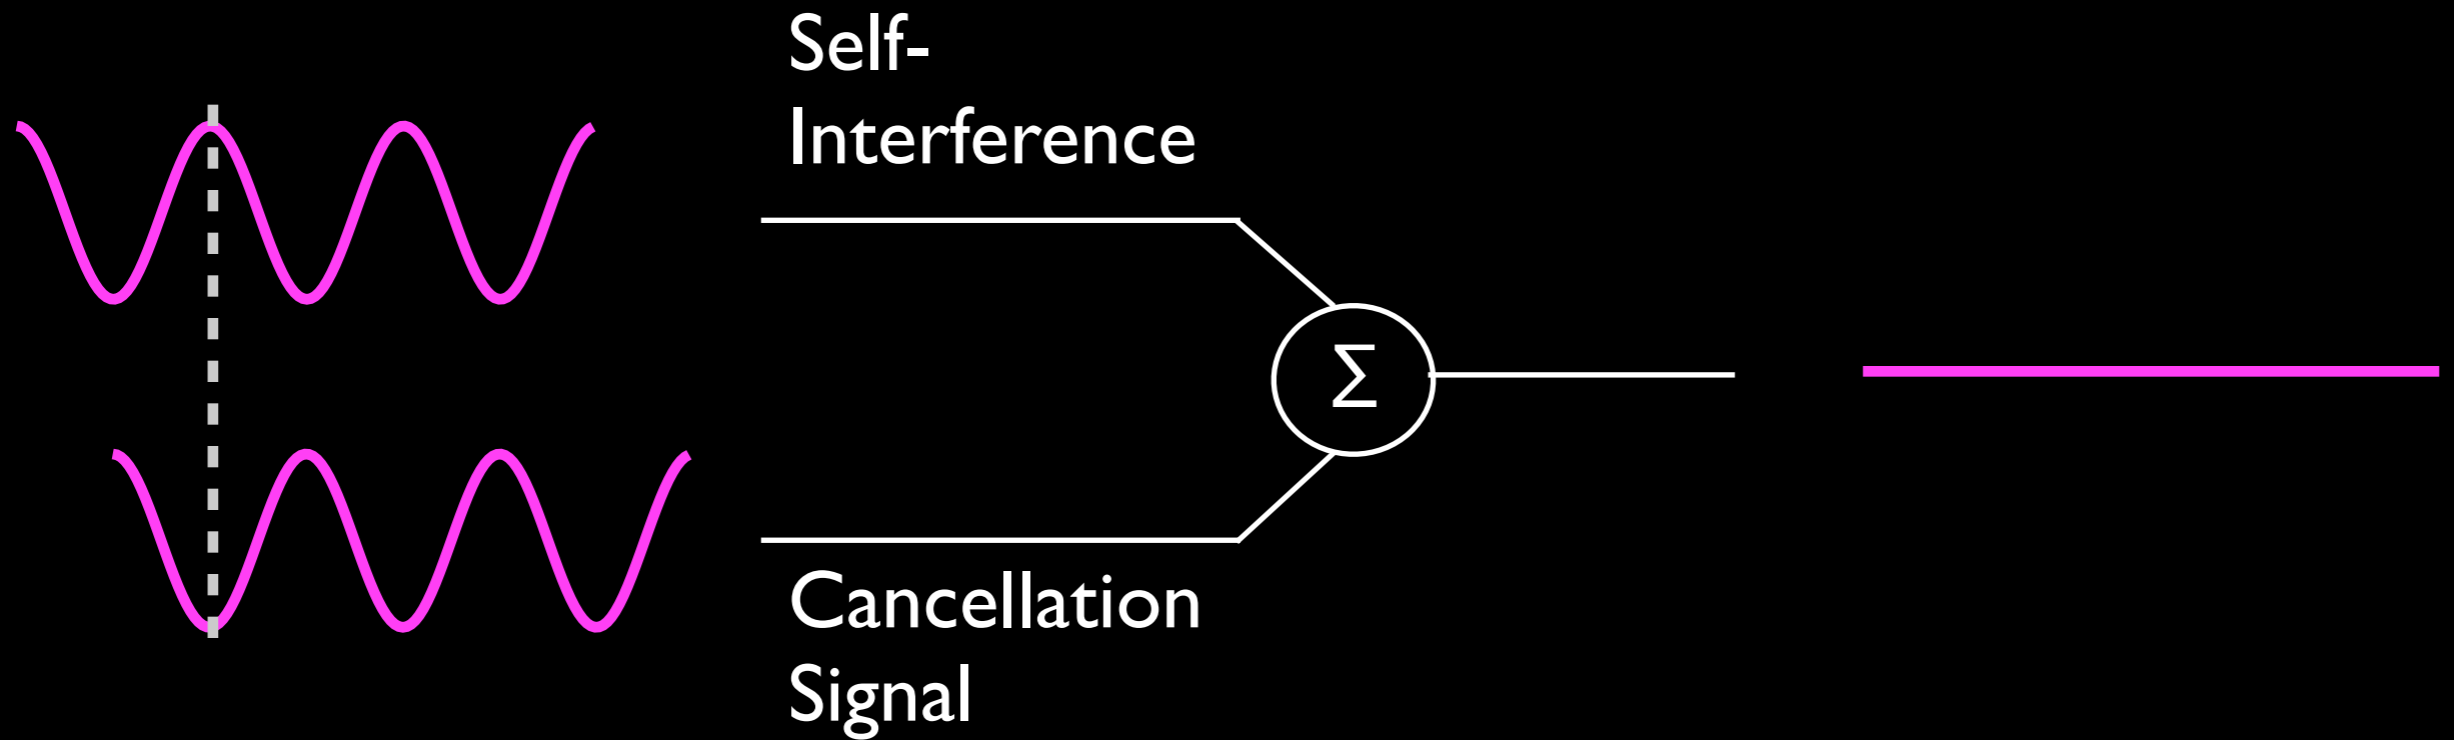 Self-
Interference
Σ
Cancellation
Signal